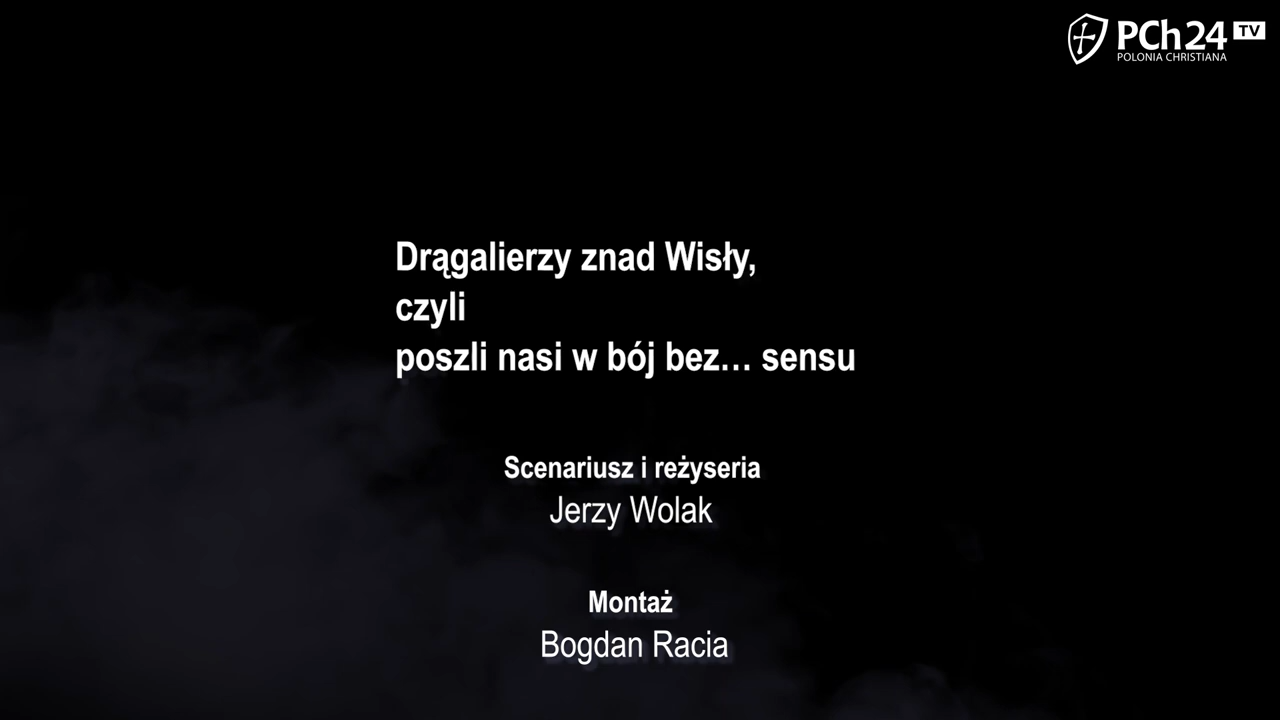 PCh24 TV
POLONIA CHRISTIANA
Drągalierzy znad Wisły,
czyli
poszli nasi w bój bez… sensu
Scenariusz i reżyseria
Jerzy Wolak
Montaż
Bogdan Racia